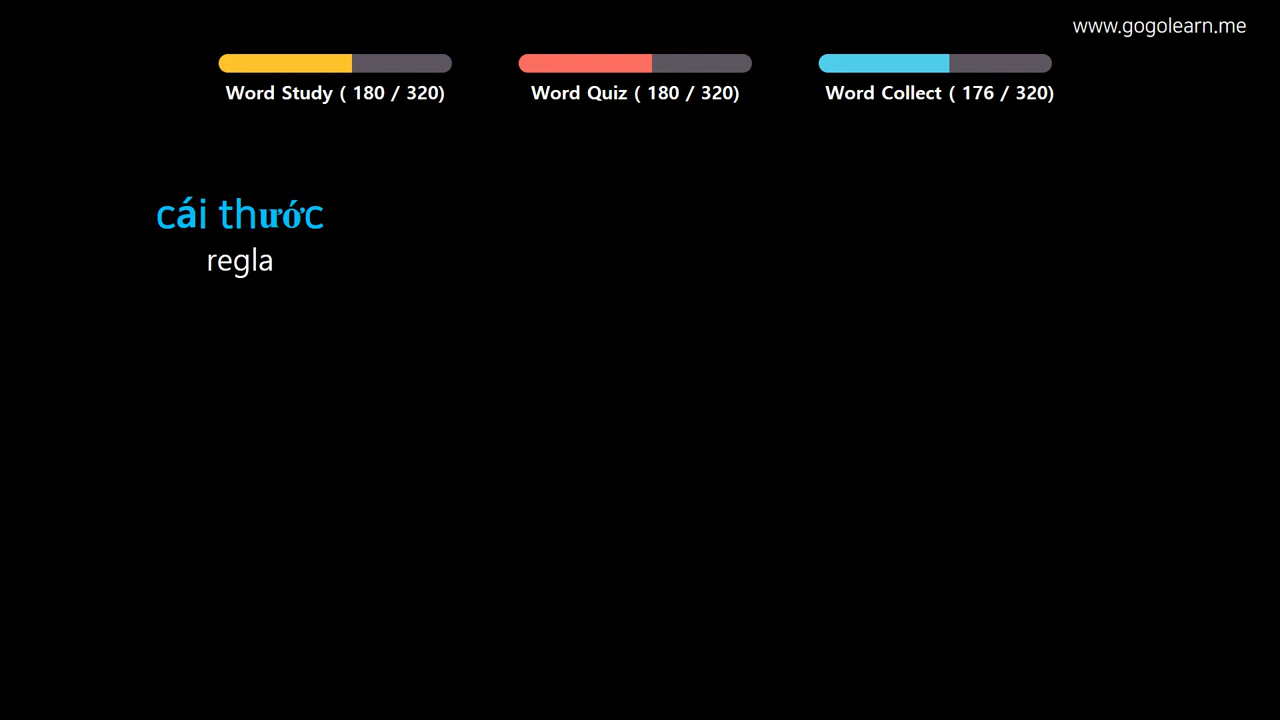 www.gogolearn.me
Word Study ( 180 / 320)
Word Quiz ( 180 / 320)
Word Collect ( 176 / 320)
cái thước
regla